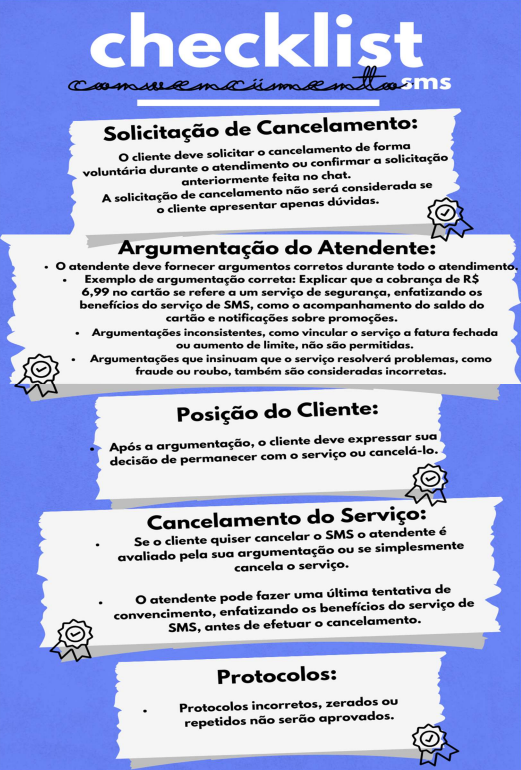 checklist
convencimento sms
Solicitação de Cancelamento:
O cliente deve solicitar o cancelamento de forma
voluntária durante o atendimento ou confirmar a solicitação
anteriormente feita no chat.
A solicitação de cancelamento não será considerada se
o cliente apresentar apenas dúvidas.
Argumentação do Atendente:
• O atendente deve fornecer argumentos corretos durante todo o atendimento.
• Exemplo de argumentação correta: Explicar que a cobrança de R$
6,99 no cartão se refere a um serviço de segurança, enfatizando os
benefícios do serviço de SMS, como o acompanhamento do saldo do
cartão e notificações sobre promoções.
• Argumentações inconsistentes, como vincular o serviço a fatura fechada
ou aumento de limite, não são permitidas.
• Argumentações que insinuam que o serviço resolverá problemas, como
fraude ou roubo, também são consideradas incorretas.
Posição do Cliente:
• Após a argumentação, o cliente deve expressar sua
decisão de permanecer com o serviço ou cancelá-lo.
Cancelamento do Serviço:
• Se o cliente quiser cancelar o SMS o atendente é
avaliado pela sua argumentação ou se simplesmente
cancela o serviço.
• O atendente pode fazer uma última tentativa de
convencimento, enfatizando os benefícios do serviço de
SMS, antes de efetuar o cancelamento.
Protocolos:
• Protocolos incorretos, zerados ou
repetidos não serão aprovados.